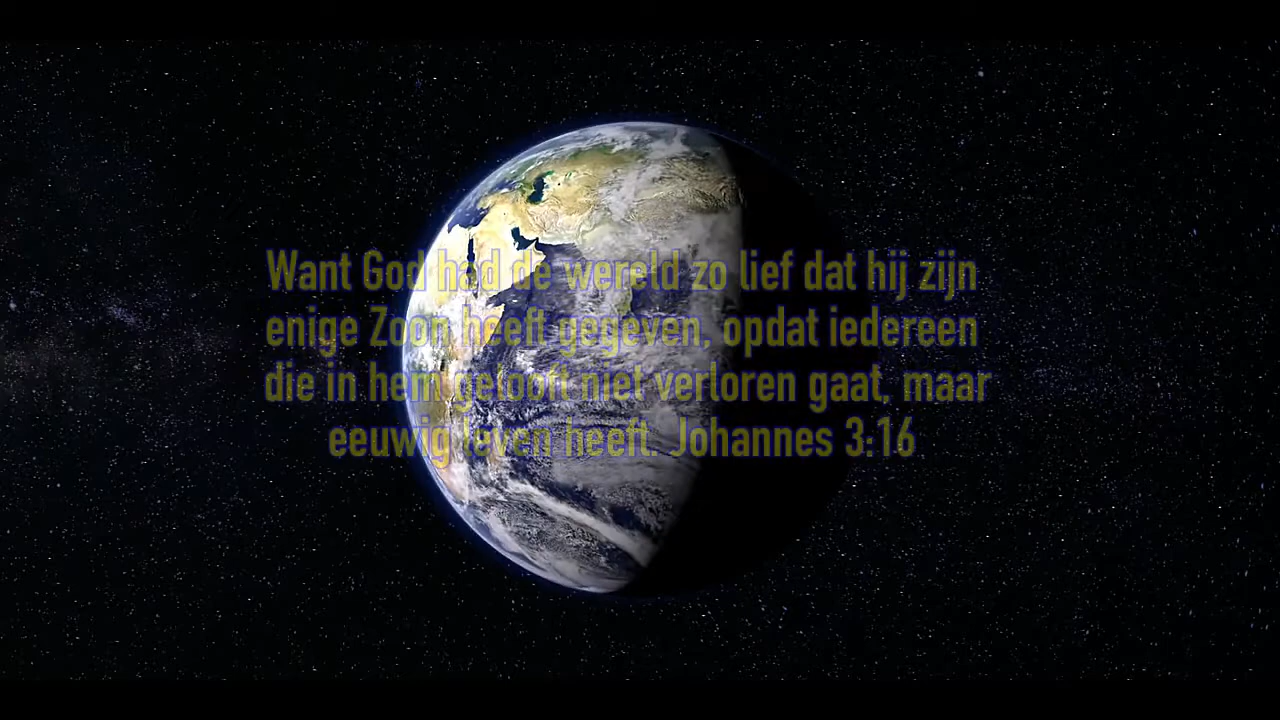 Want God had de wereld zo lief dat hij zijn
enige Zoon heeft gegeven, opdat iedereen
die in hem gelooft niet verloren gaat, maar
eeuwig leven heeft. Johannes 3:16